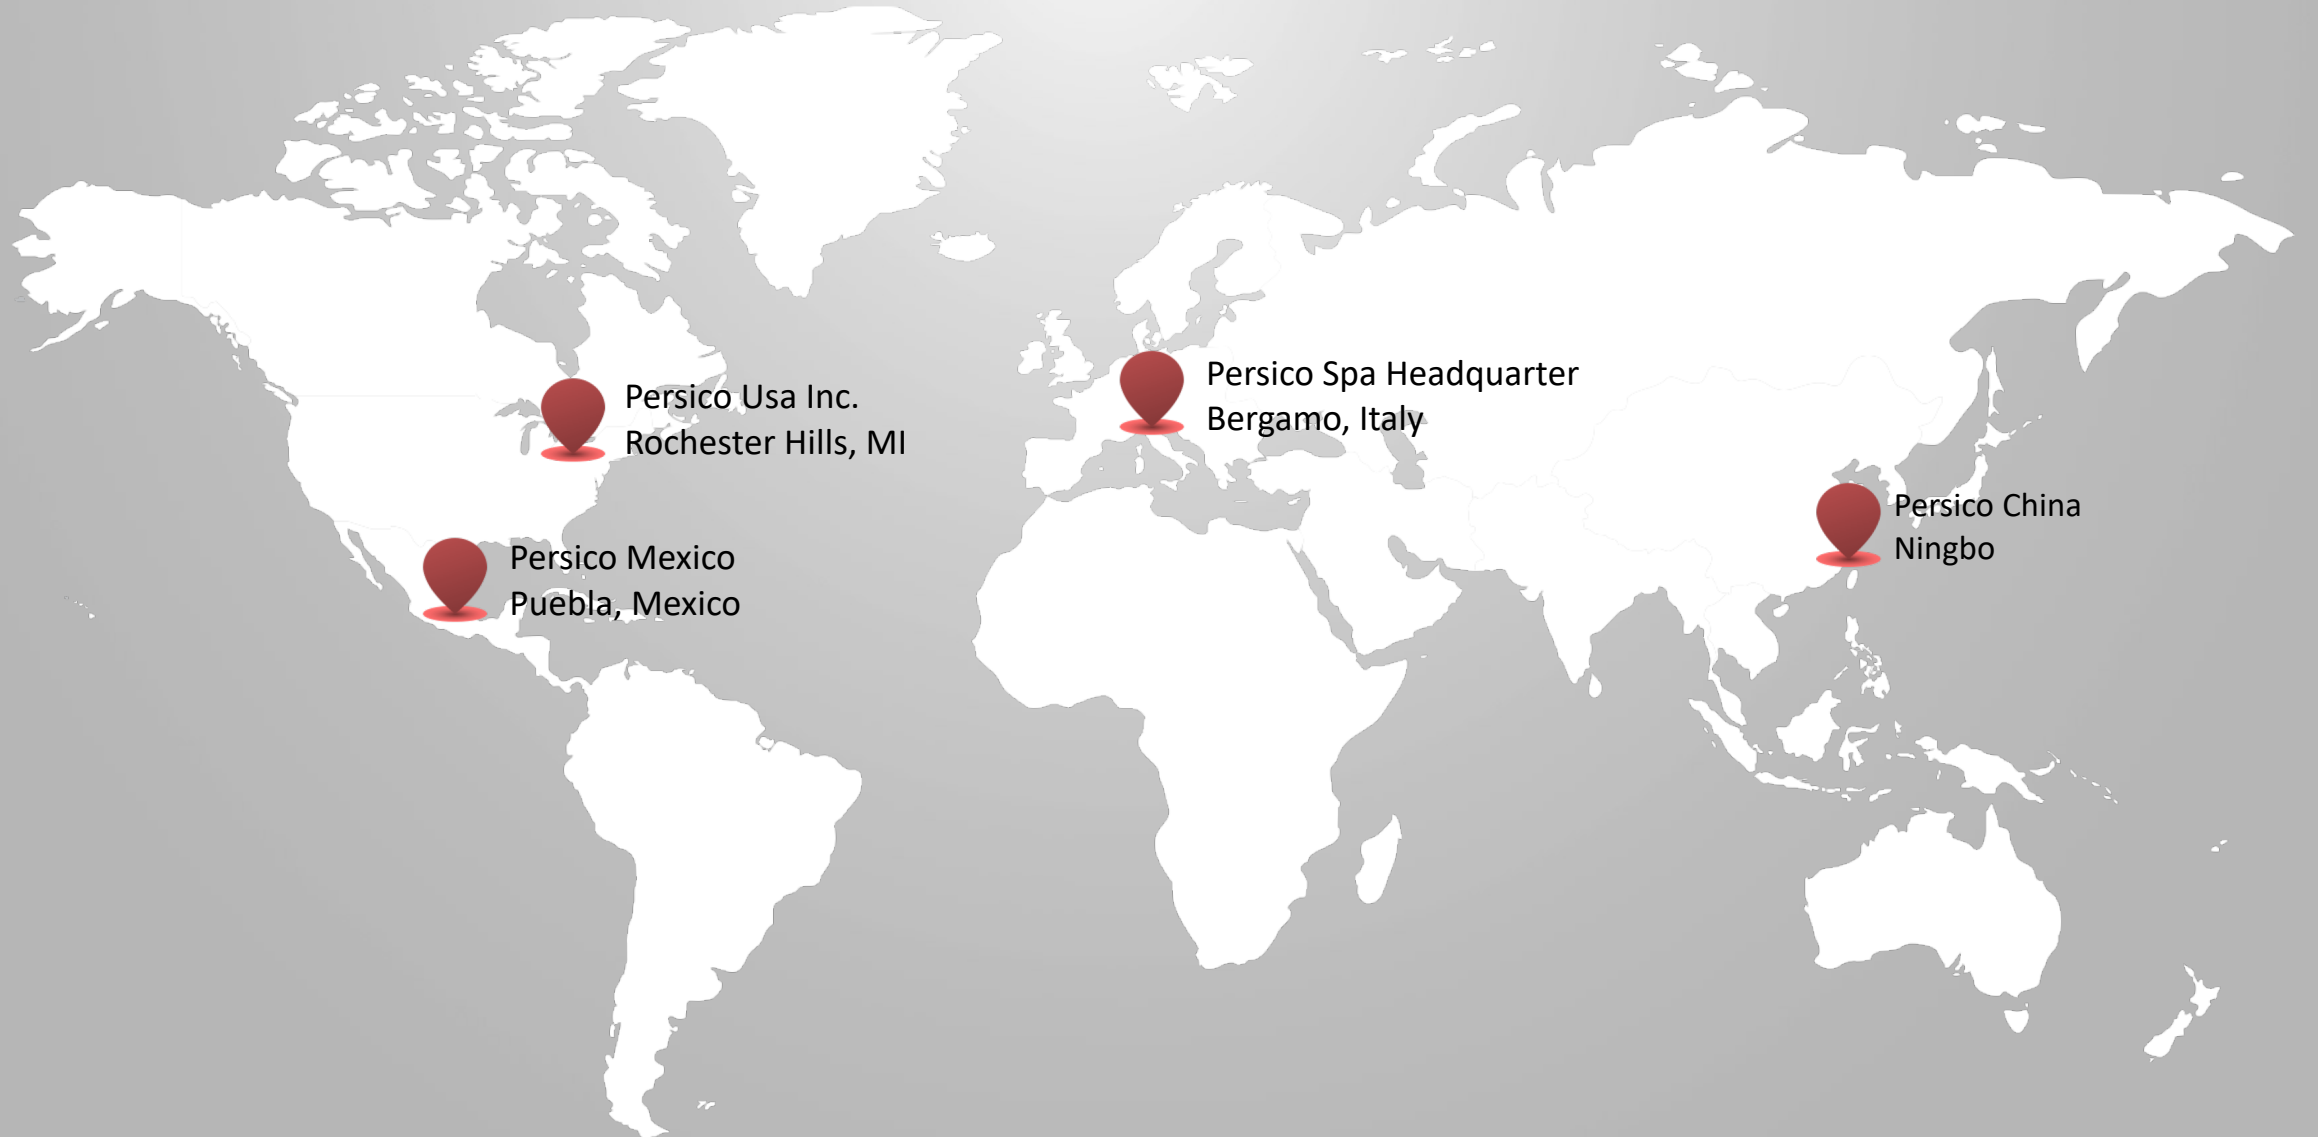 Persico Usa Inc.
Rochester Hills, MI
Persico Spa Headquarter
Bergamo, Italy
Persico China
Ningbo
Persico Mexico
Puebla, Mexico